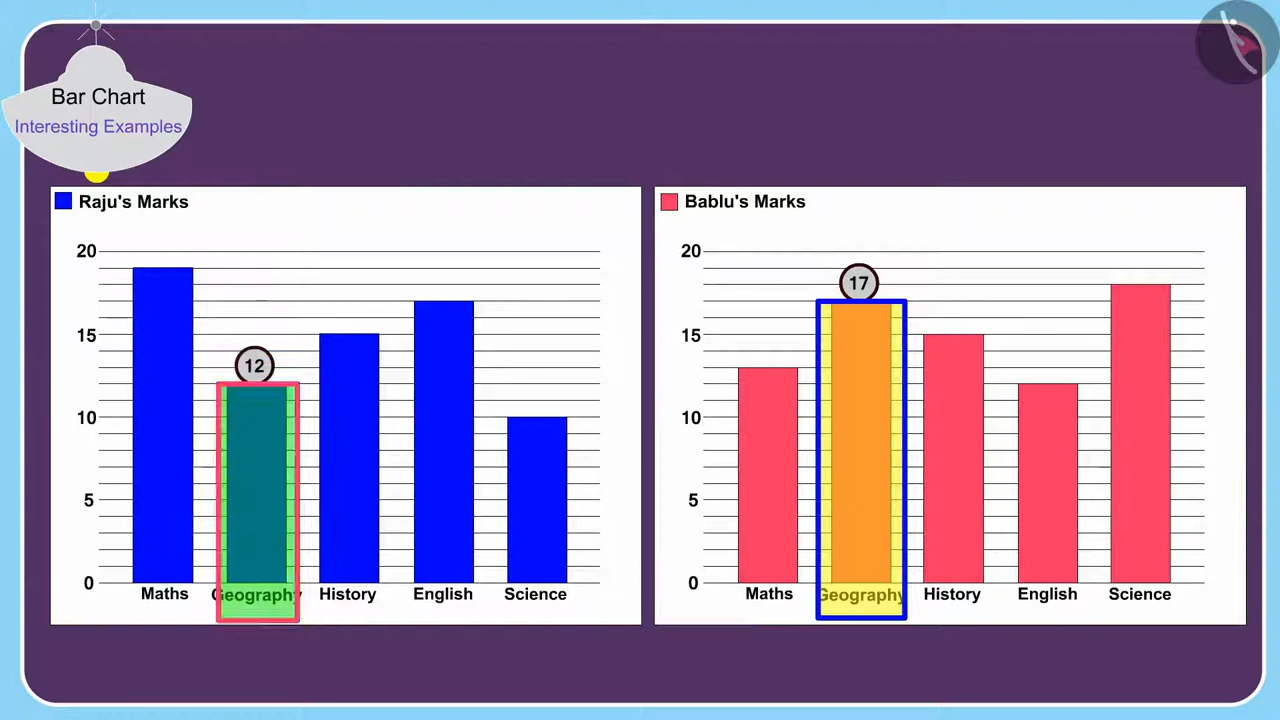 Bar Chart
Interesting Examples
Raju's Marks
20
15
10
5
0
12
Maths Geography History English Science
Bablu's Marks
20
15
10
5
0
17
Maths Geography History English Science